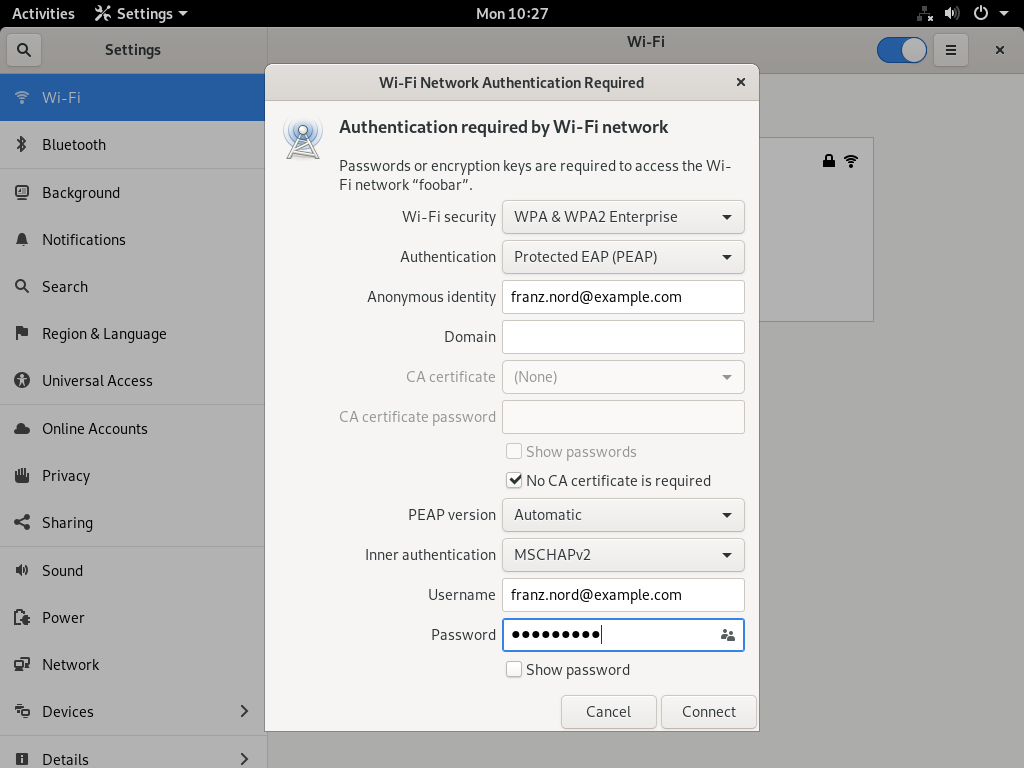 Activities
Settings
Mon 10:27
Settings
Wi-Fi
Wi-Fi
Bluetooth
Background
Notifications
Search
Region & Language
Universal Access
Online Accounts
Privacy
Sharing
Sound
Power
Network
Devices
Details
Wi-Fi Network Authentication Required
Authentication required by Wi-Fi network
Passwords or encryption keys are required to access the Wi-
Fi network “foobar”.
Wi-Fi security WPA & WPA2 Enterprise
Authentication Protected EAP (PEAP)
Anonymous identity franz.nord@example.com
Domain
CA certificate (None)
CA certificate password
Show passwords
No CA certificate is required
PEAP version Automatic
Inner authentication MSCHAPv2
Username franz.nord@example.com
Password ●●●●●●●●●
Show password
Cancel Connect